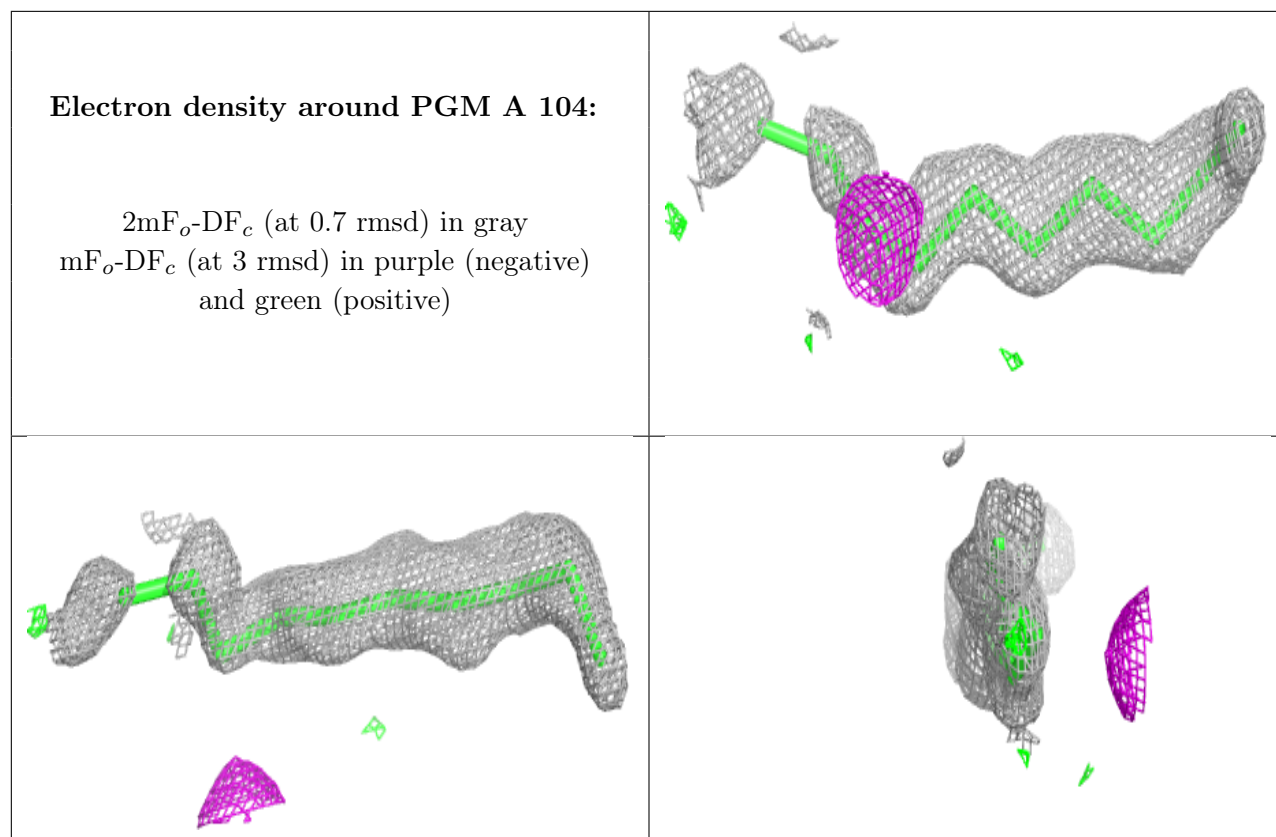 Electron density around PGM A 104:
2mFo-DFc (at 0.7 rmsd) in gray
mFo-DFc (at 3 rmsd) in purple (negative)
and green (positive)